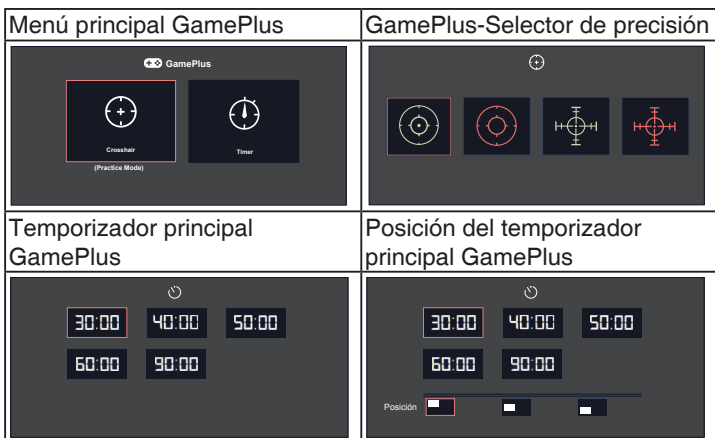 Menú principal GamePlus
GamePlus-Selector de precisión
GamePlus
Crosshair
Timer
(Practice Mode)
Temporizador principal
GamePlus
Posición del temporizador
principal GamePlus
30:00 40:00 50:00
60:00 90:00
30:00 40:00 50:00
60:00 90:00
Posición